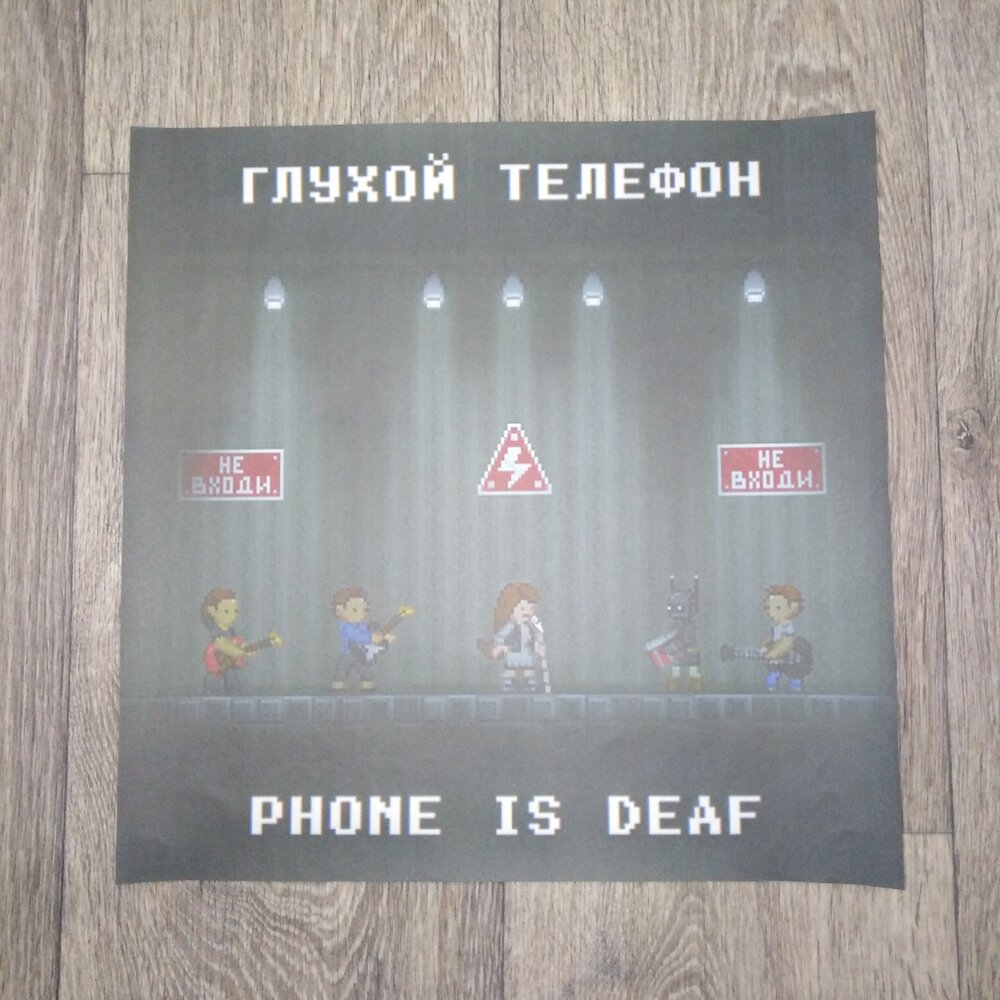 ГЛУХОЙ ТЕЛЕФОН
НЕ
ВХОДИ.
НЕ
ВХОДИ.
PHONE IS DEAF